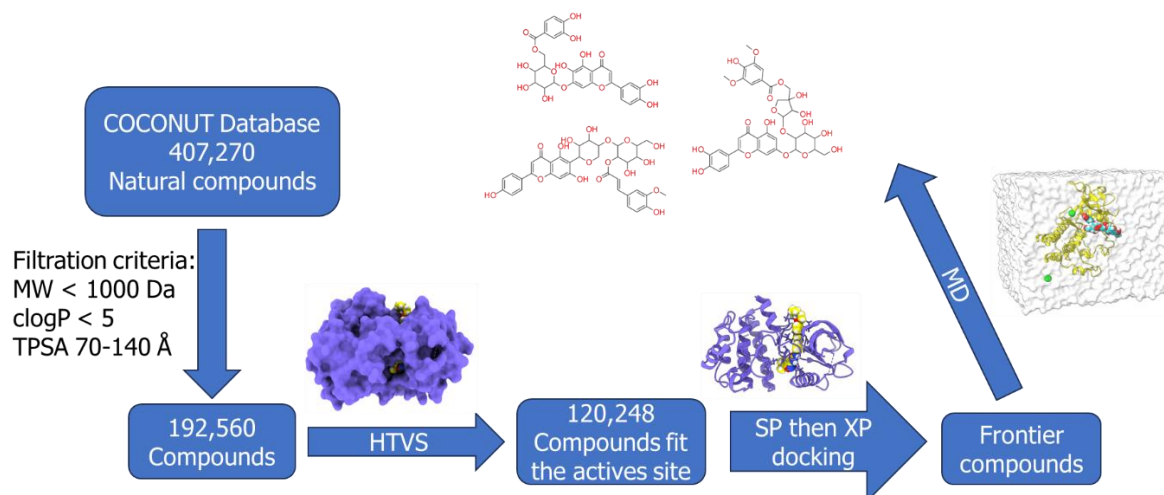 COCONUT Database
407,270
Natural compounds
Filtration criteria:
MW < 1000 Da
clogP < 5
TPSA 70-140 Å
192,560
Compounds
HTVS
120,248
Compounds fit
the actives site
SP then XP
docking
Frontier
compounds
MD